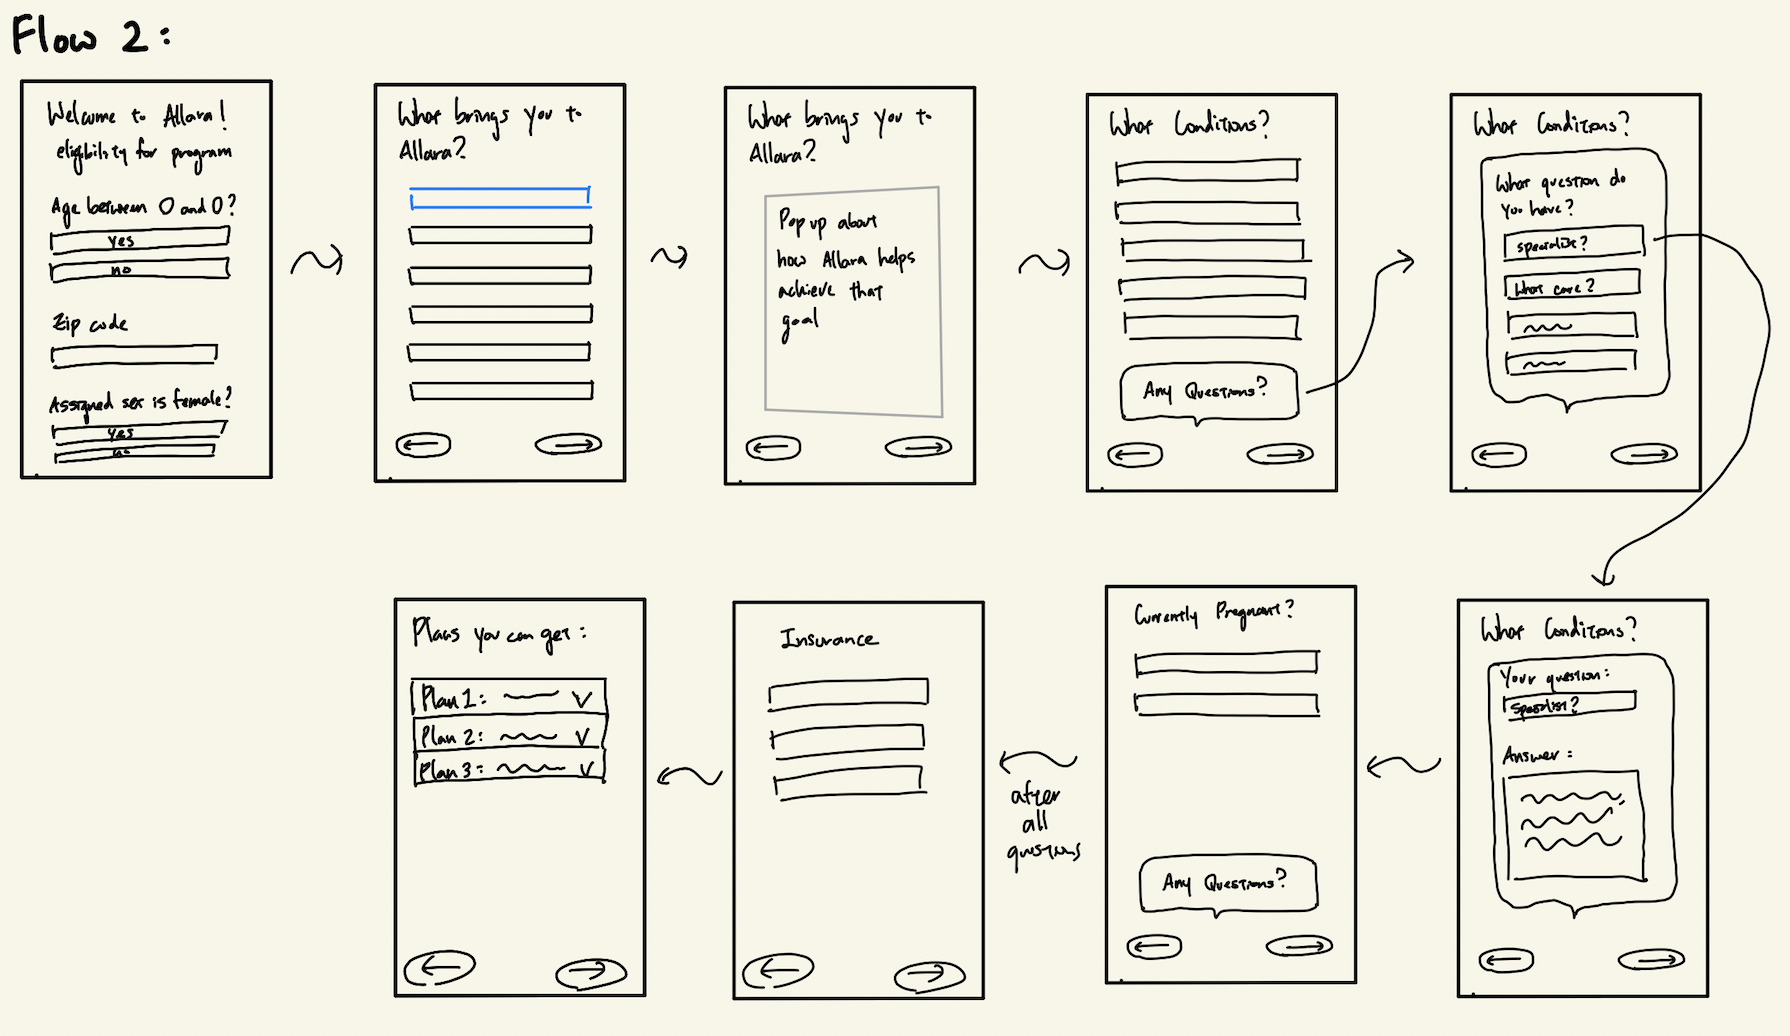 Flow 2:
Welcome to Allara!
eligibility for program
Age between 0 and 0?
yes
no
Zip code
Assigned sex is female?
yes
no
What brings you to
Allara?
What brings you to
Allara?
Pop up about
how Allara helps
achieve that
goal
What Conditions?
Any Questions?
What Conditions?
What question do
you have?
specialist?
What care?
What Conditions?
Your question:
Specialist?
Answer:
Currently Pregnant?
Any Questions?
after
all
questions
Insurance
Plans you can get:
Plan 1:
Plan 2:
Plan 3: